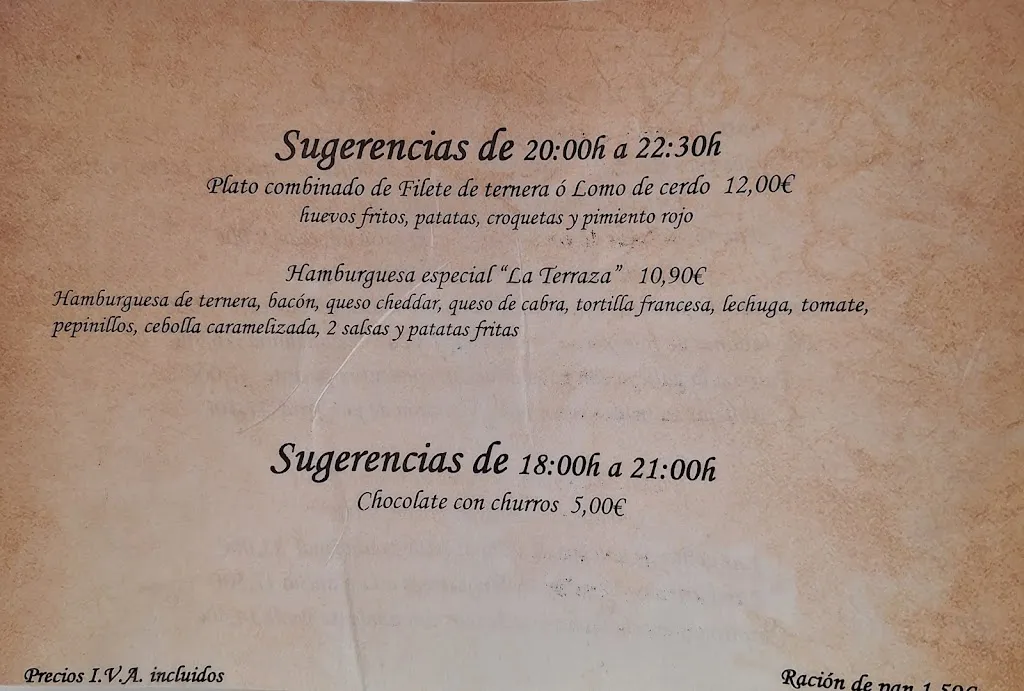 Sugerencias de 20:00h a 22:30h
Plato combinado de Filete de ternera ó Lomo de cerdo 12,00€
huevos fritos, patatas, croquetas y pimiento rojo
Hamburguesa especial “La Terraza” 10,90€
Hamburguesa de ternera, bacón, queso cheddar, queso de cabra, tortilla francesa, lechuga, tomate,
pepinillos, cebolla caramelizada, 2 salsas y patatas fritas
Sugerencias de 18:00h a 21:00h
Chocolate con churros 5,00€
Precios I.V.A. incluidos
Ración de pan 1,50€